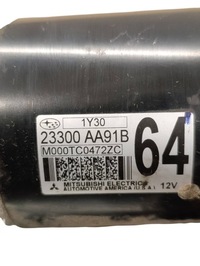 1Y30
23300 AA91B
M000TC0472ZC
64
MITSUBISHI ELECTRIC
AUTOMOTIVE AMERICA (U.S.A.) 12V